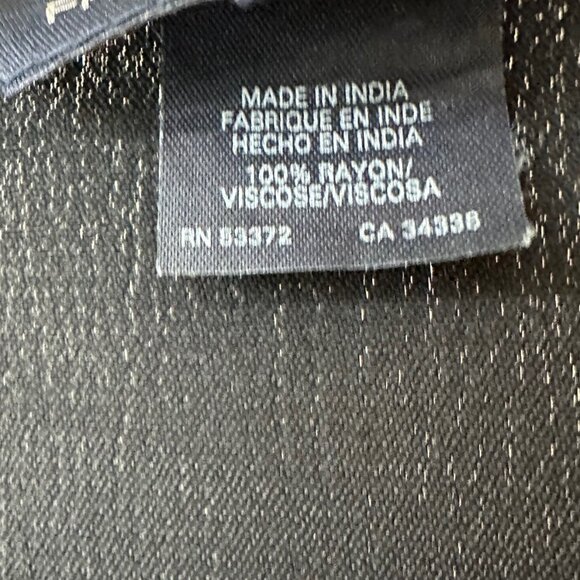 MADE IN INDIA
FABRIQUE EN INDE
HECHO EN INDIA
100% RAYON/
VISCOSE/VISCOSA
RN 53372 CA 34336